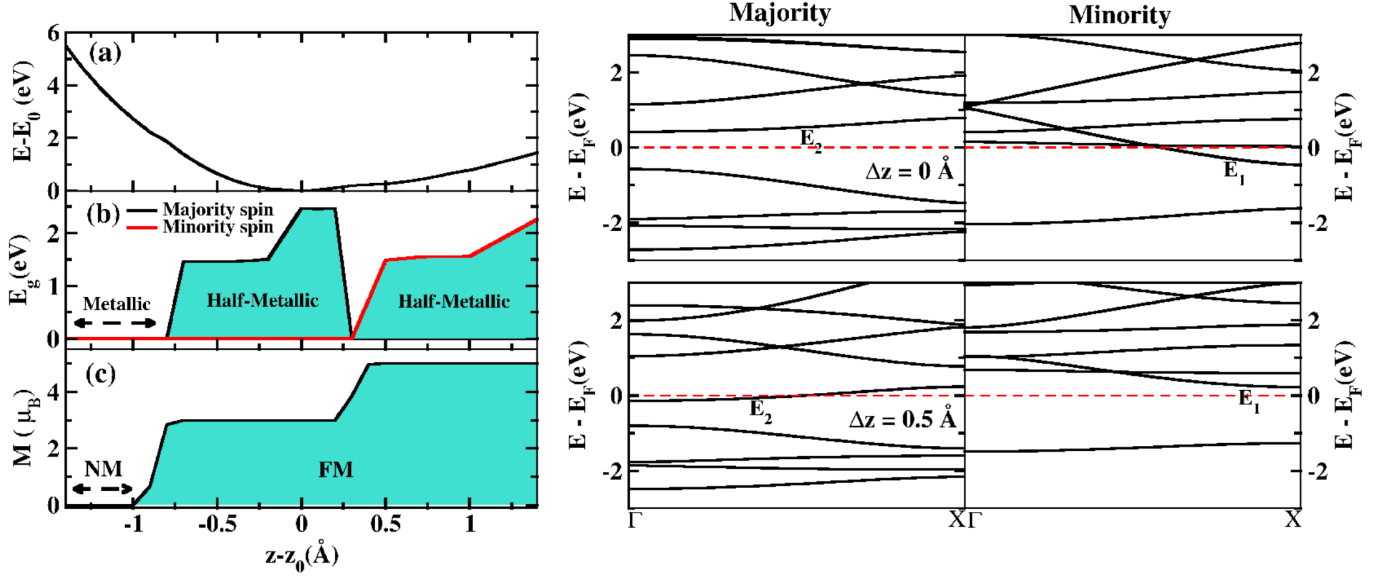 (a)
E-E0 (eV)
6
4
2
0
(b)
Majority spin
Minority spin
Eg(eV)
2
1
0
Metallic
Half-Metallic
Half-Metallic
(c)
M ( μB)
4
2
0
NM
FM
-1
-0.5
0
0.5
1
z-z0(Å)
Majority
Minority
E - EF(eV)
2
0
-2
E2
Δz = 0 Å
E1
2
0
-2
E - EF(eV)
E - EF(eV)
2
0
-2
E2
Δz = 0.5 Å
E1
2
0
-2
E - EF(eV)
Γ
X
Γ
X